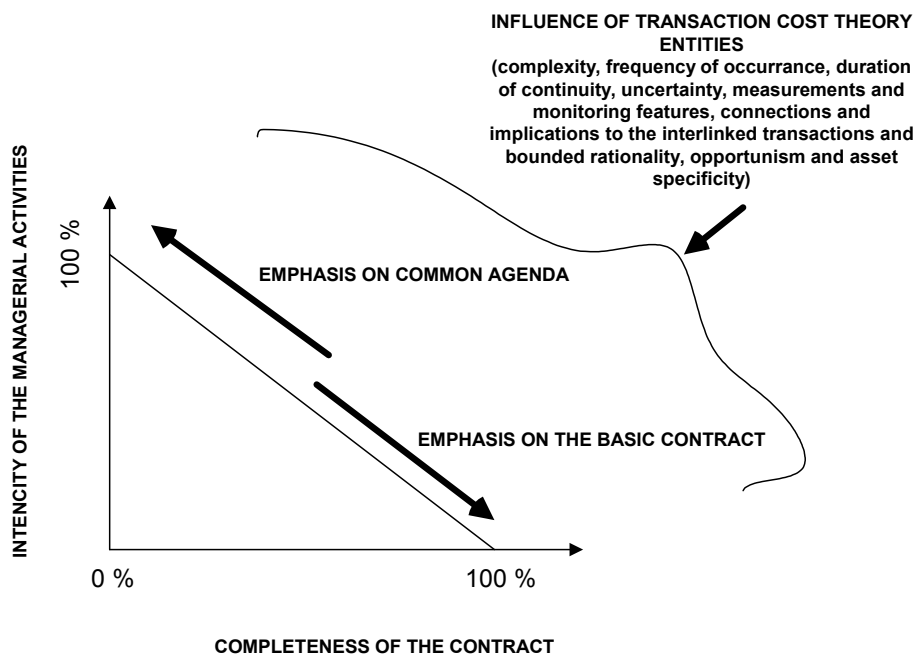 INFLUENCE OF TRANSACTION COST THEORY
ENTITIES
(complexity, frequency of occurrance, duration
of continuity, uncertainty, measurements and
monitoring features, connections and
implications to the interlinked transactions and
bounded rationality, opportunism and asset
specificity)
INTENCITY OF THE MANAGERIAL ACTIVITIES
100 %
EMPHASIS ON COMMON AGENDA
EMPHASIS ON THE BASIC CONTRACT
0 %
100 %
COMPLETENESS OF THE CONTRACT